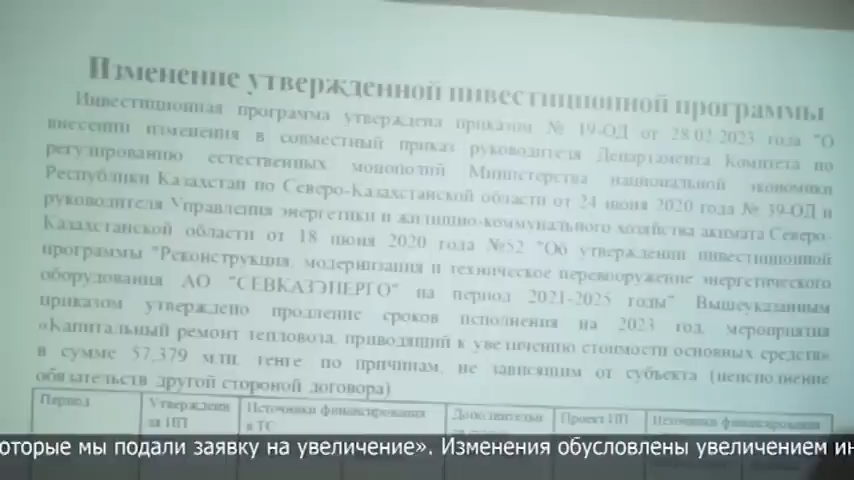 Изменение утвержденной инвестиционной программы
Инвестиционная программа утверждена приказом № 19-ОД от 28.02.2023 года "О
внесении изменения в совместный приказ руководителя Департамента Комитета по
регулированию естественных монополий Министерства национальной экономики
Республики Казахстан по Северо-Казахстанской области от 24 июня 2020 года № 39-ОД и
руководителя Управления энергетики и жилищно-коммунального хозяйства акимата Северо-
Казахстанской области от 18 июня 2020 года №52 "Об утверждении инвестиционной
программы "Реконструкция, модернизация и техническое перевооружение энергетического
оборудования АО "СЕВКАЗЭНЕРГО" на период 2021-2025 годы" Вышеуказанным
приказом утверждено продление сроков исполнения на 2023 год, мероприятия
«Капитальный ремонт тепловоза, приводящий к увеличению стоимости основных средств»
в сумме 57,379 млн. тенге, по причинам, не зависящим от субъекта (неисполнение
обязательств другой стороной договора)
Период Утвержденная ИП Источники финансирования в ТС Проект ИП Источники финансирования
оторые мы подали заявку на увеличение». Изменения обусловлены увеличением ин